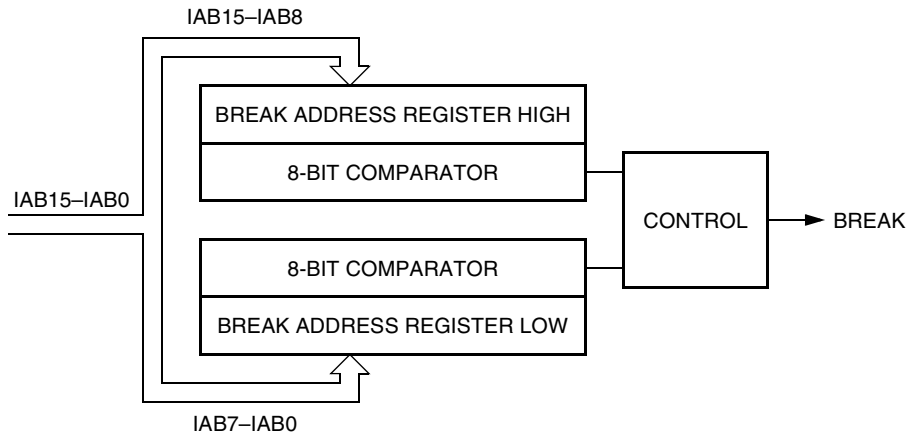 IAB15–IAB8
BREAK ADDRESS REGISTER HIGH
8-BIT COMPARATOR
IAB15–IAB0
CONTROL
BREAK
8-BIT COMPARATOR
BREAK ADDRESS REGISTER LOW
IAB7–IAB0